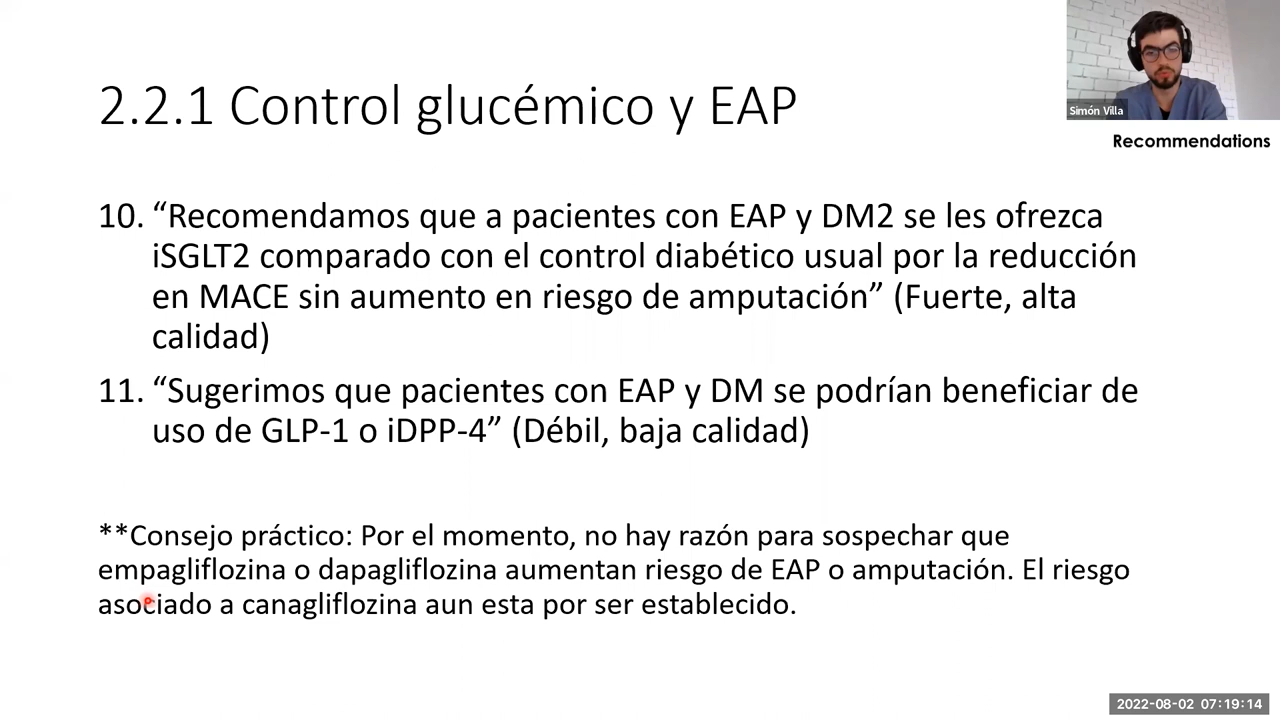 2.2.1 Control glucémico y EAP
Simón Villa
Recommendations
10. “Recomendamos que a pacientes con EAP y DM2 se les ofrezca
iSGLT2 comparado con el control diabético usual por la reducción
en MACE sin aumento en riesgo de amputación” (Fuerte, alta
calidad)
11. “Sugerimos que pacientes con EAP y DM se podrían beneficiar de
uso de GLP-1 o iDPP-4” (Débil, baja calidad)
**Consejo práctico: Por el momento, no hay razón para sospechar que
empagliflozina o dapagliflozina aumentan riesgo de EAP o amputación. El riesgo
asociado a canagliflozina aun esta por ser establecido.
2022-08-02 07:19:14